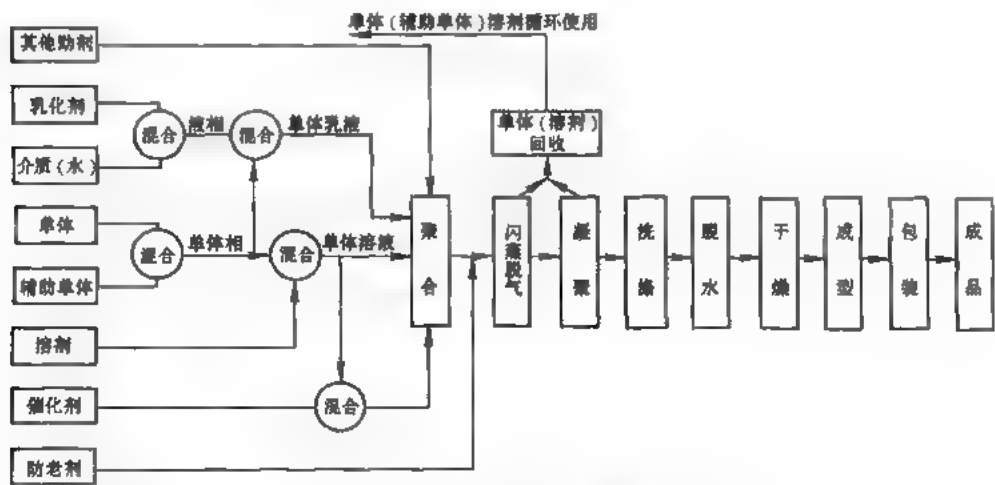 单体(辅助单体)溶剂循环使用
其他助剂
乳化剂
混合
液相
混合
单体乳液
单体(溶剂)
回收
介质(水)
单体
混合
单体相
混合
单体溶液
聚合
闪蒸脱气
凝聚
洗涤
脱水
干燥
成型
包装
成品
辅助单体
溶剂
催化剂
混合
防老剂